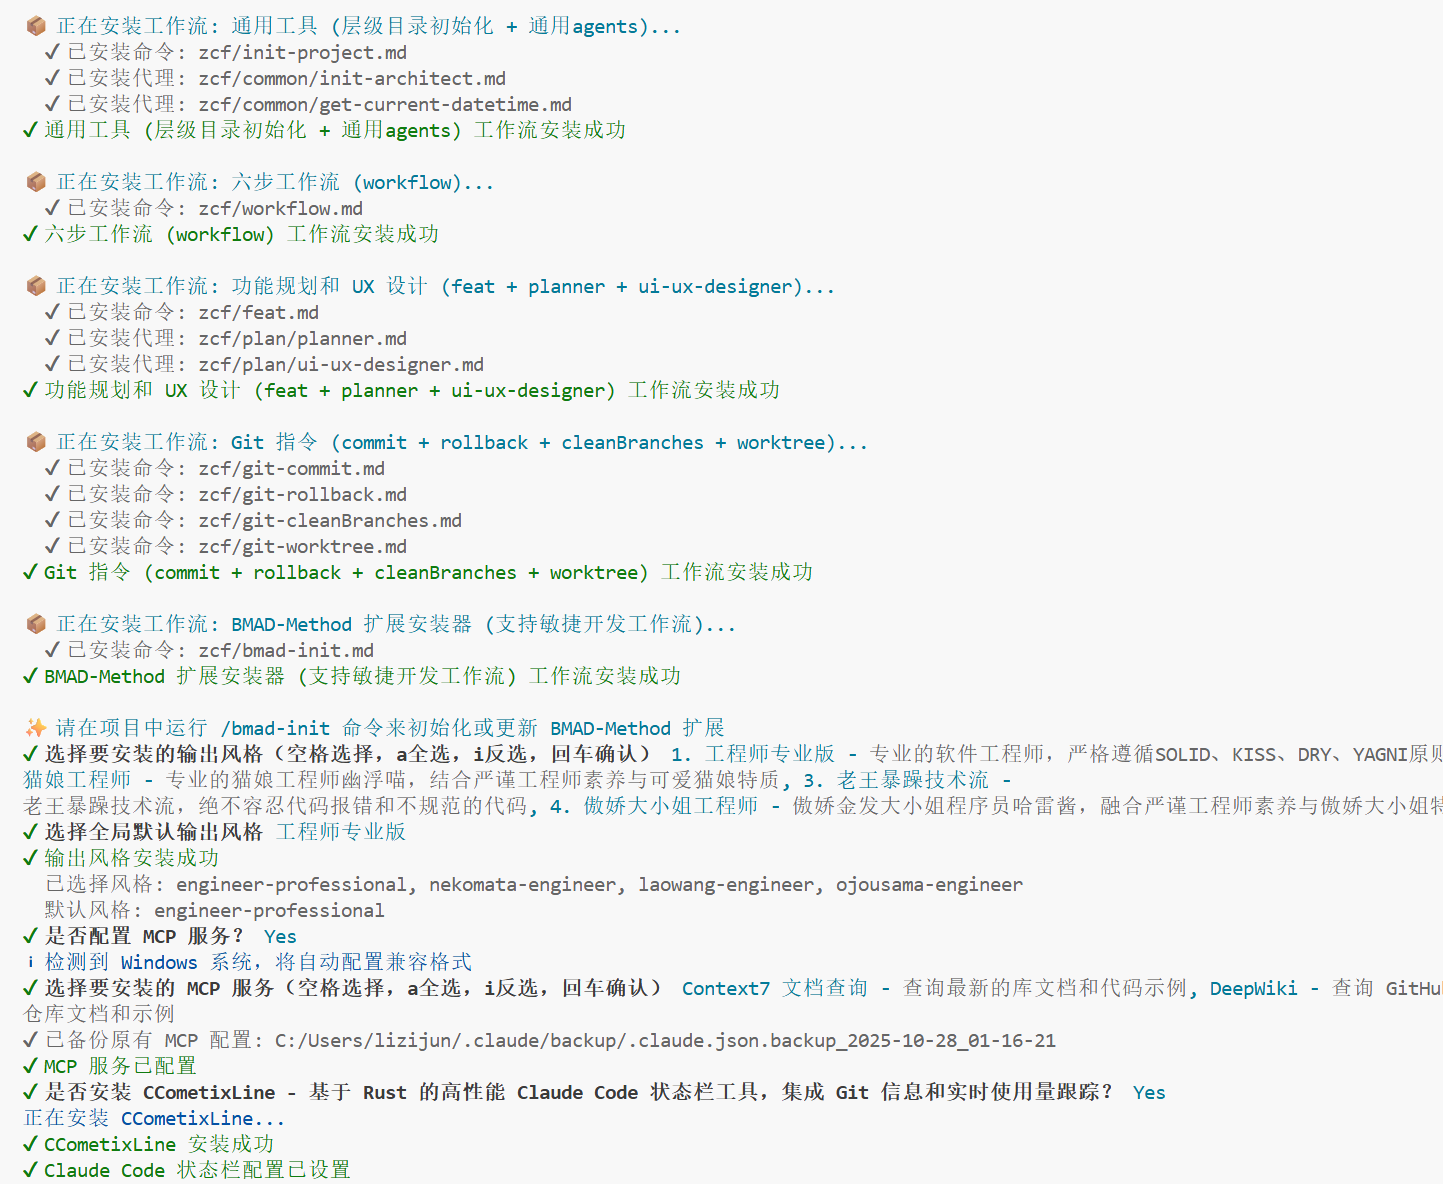 📦 正在安装工作流: 通用工具 (层级目录初始化 + 通用agents)...
✔ 已安装命令: zcf/init-project.md
✔ 已安装代理: zcf/common/init-architect.md
✔ 已安装代理: zcf/common/get-current-datetime.md
✔ 通用工具 (层级目录初始化 + 通用agents) 工作流安装成功
📦 正在安装工作流: 六步工作流 (workflow)...
✔ 已安装命令: zcf/workflow.md
✔ 六步工作流 (workflow) 工作流安装成功
📦 正在安装工作流: 功能规划和 UX 设计 (feat + planner + ui-ux-designer)...
✔ 已安装命令: zcf/feat.md
✔ 已安装代理: zcf/plan/planner.md
✔ 已安装代理: zcf/plan/ui-ux-designer.md
✔ 功能规划和 UX 设计 (feat + planner + ui-ux-designer) 工作流安装成功
📦 正在安装工作流: Git 指令 (commit + rollback + cleanBranches + worktree)...
✔ 已安装命令: zcf/git-commit.md
✔ 已安装命令: zcf/git-rollback.md
✔ 已安装命令: zcf/git-cleanBranches.md
✔ 已安装命令: zcf/git-worktree.md
✔ Git 指令 (commit + rollback + cleanBranches + worktree) 工作流安装成功
📦 正在安装工作流: BMAD-Method 扩展安装器 (支持敏捷开发工作流)...
✔ 已安装命令: zcf/bmad-init.md
✔ BMAD-Method 扩展安装器 (支持敏捷开发工作流) 工作流安装成功
✨ 请在项目中运行 /bmad-init 命令来初始化或更新 BMAD-Method 扩展
✔ 选择要安装的输出风格（空格选择，a全选，i反选，回车确认） 1. 工程师专业版 - 专业的软件工程师，严格遵循SOLID、KISS、DRY、YAGNI原则
猫娘工程师 - 专业的猫娘工程师幽浮喵，结合严谨工程师素养与可爱猫娘特质, 3. 老王暴躁技术流 -
老王暴躁技术流，绝不容忍代码报错和不规范的代码, 4. 傲娇大小姐工程师 - 傲娇金发大小姐程序员哈雷酱，融合严谨工程师素养与傲娇大小姐特
✔ 选择全局默认输出风格 工程师专业版
✔ 输出风格安装成功
已选择风格: engineer-professional, nekomata-engineer, laowang-engineer, ojousama-engineer
默认风格: engineer-professional
✔ 是否配置 MCP 服务？ Yes
ℹ 检测到 Windows 系统，将自动配置兼容格式
✔ 选择要安装的 MCP 服务（空格选择，a全选，i反选，回车确认） Context7 文档查询 - 查询最新的库文档和代码示例, DeepWiki - 查询 GitHub
仓库文档和示例
✔ 已备份原有 MCP 配置: C:/Users/lizijun/.claude/backup/.claude.json.backup_2025-10-28_01-16-21
✔ MCP 服务已配置
✔ 是否安装 CCometixLine - 基于 Rust 的高性能 Claude Code 状态栏工具，集成 Git 信息和实时使用量跟踪？ Yes
正在安装 CCometixLine...
✔ CCometixLine 安装成功
✔ Claude Code 状态栏配置已设置